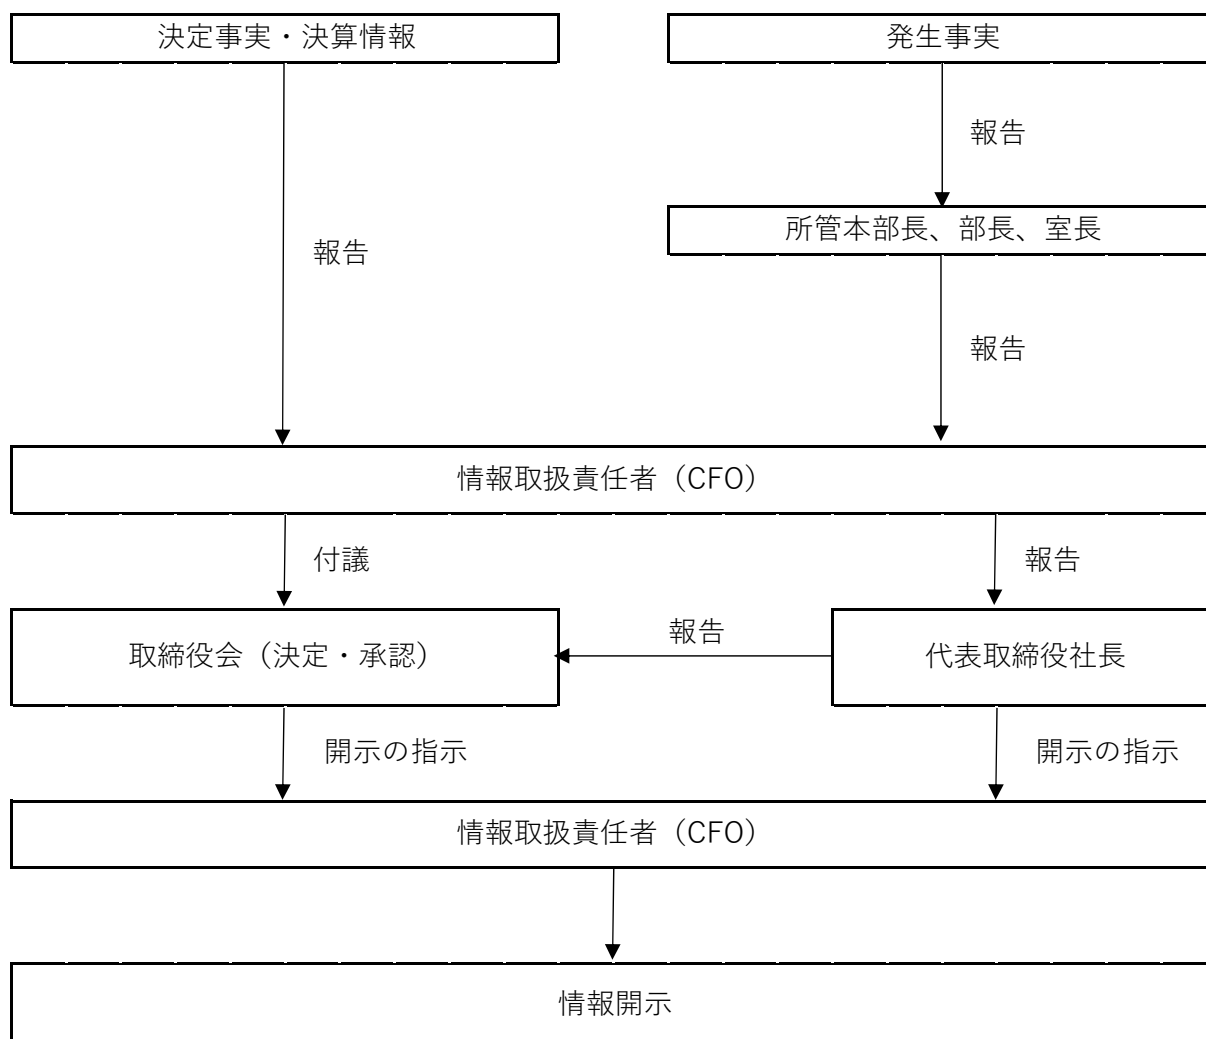 決定事実・決算情報
発生事実
報告
所管本部長、部長、室長
報告
報告
情報取扱責任者（CFO）
付議
報告
取締役会（決定・承認）
報告
代表取締役社長
開示の指示
開示の指示
情報取扱責任者（CFO）
情報開示